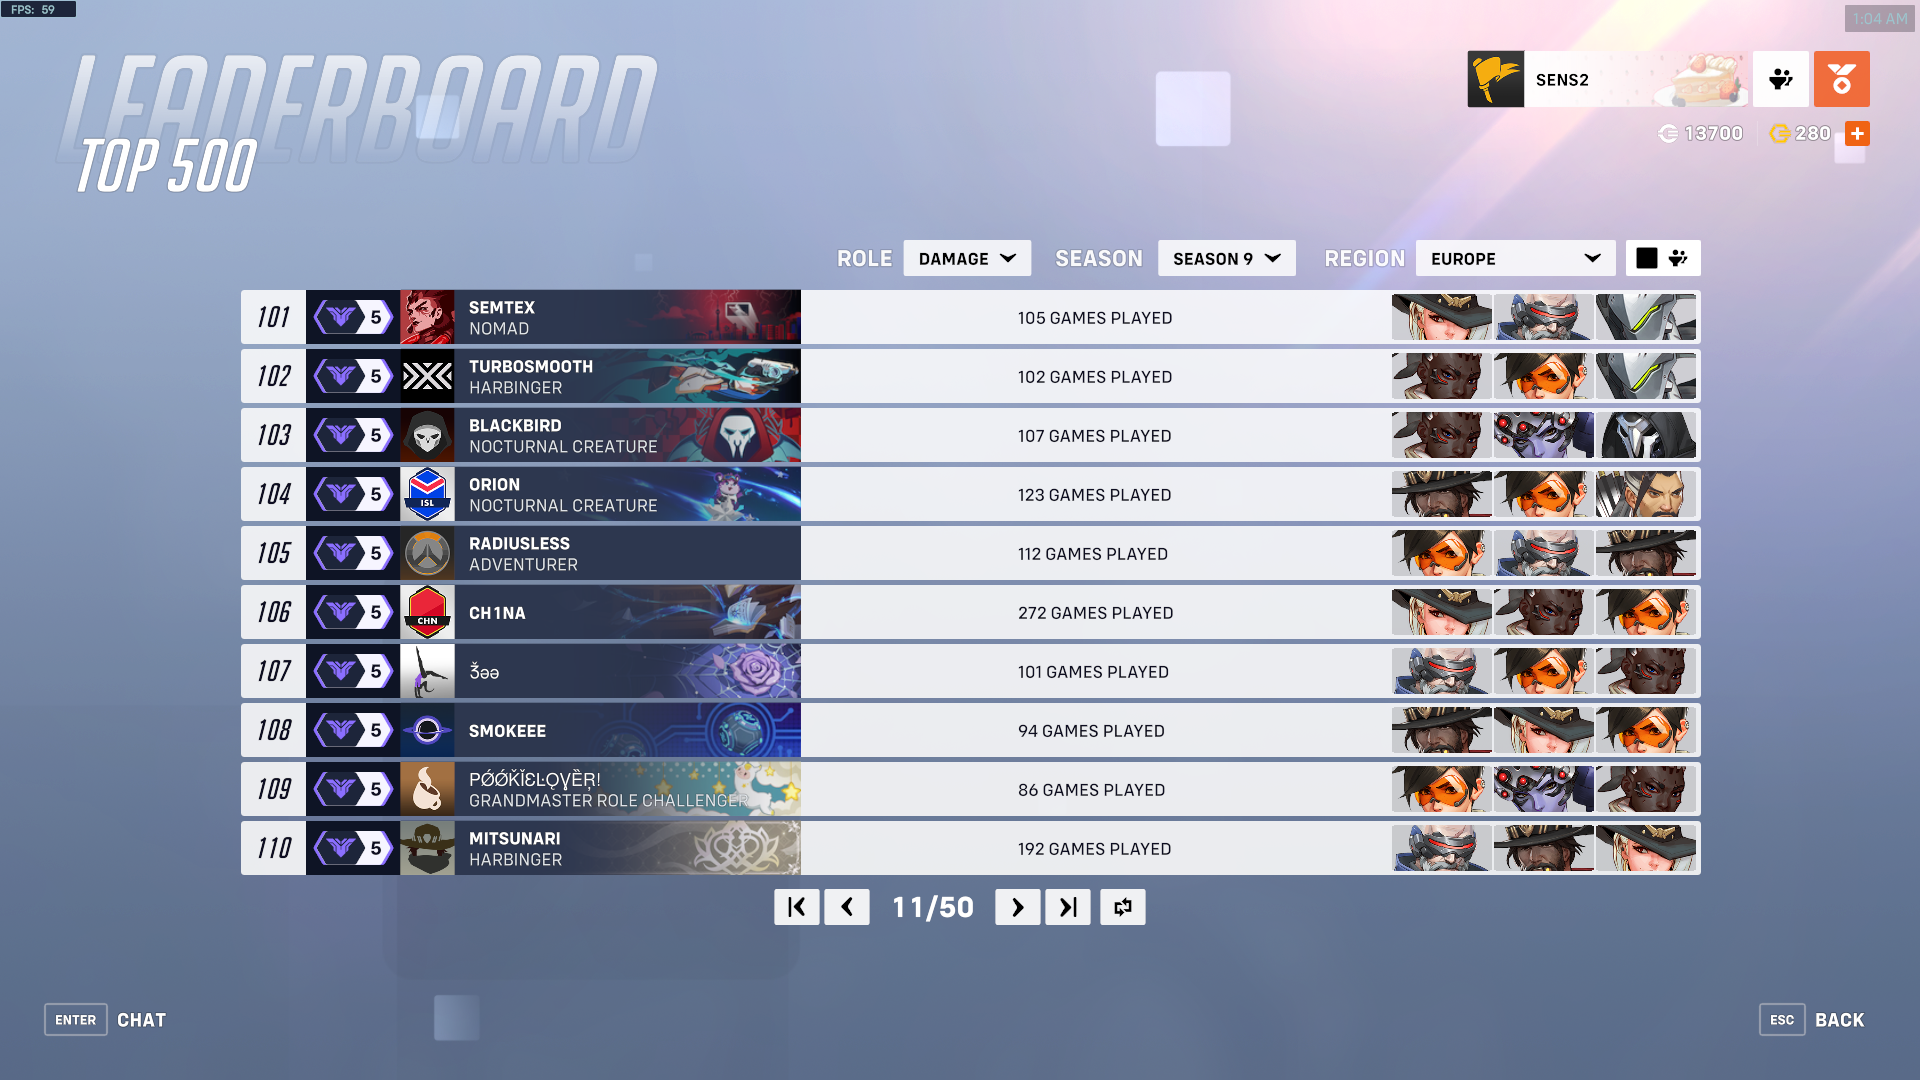 FPS: 59
1:04 AM
LEADERBOARD
TOP 500
SENS2
13700
280
ROLE DAMAGE SEASON SEASON 9 REGION EUROPE
101 5 SEMTEX 105 GAMES PLAYED
NOMAD
102 5 TURBOSMOOTH 102 GAMES PLAYED
HARBINGER
103 5 BLACKBIRD 107 GAMES PLAYED
NOCTURNAL CREATURE
104 5 ISL ORION 123 GAMES PLAYED
NOCTURNAL CREATURE
105 5 RADIUSLESS 112 GAMES PLAYED
ADVENTURER
106 5 CHN CH1NA 272 GAMES PLAYED
107 5 Ǯəə 101 GAMES PLAYED
108 5 SMOKEEE 94 GAMES PLAYED
109 5 86 GAMES PLAYED
GRANDMASTER ROLE CHALLENGER
110 5 MITSUNARI 192 GAMES PLAYED
HARBINGER
11/50
ENTER CHAT
ESC BACK